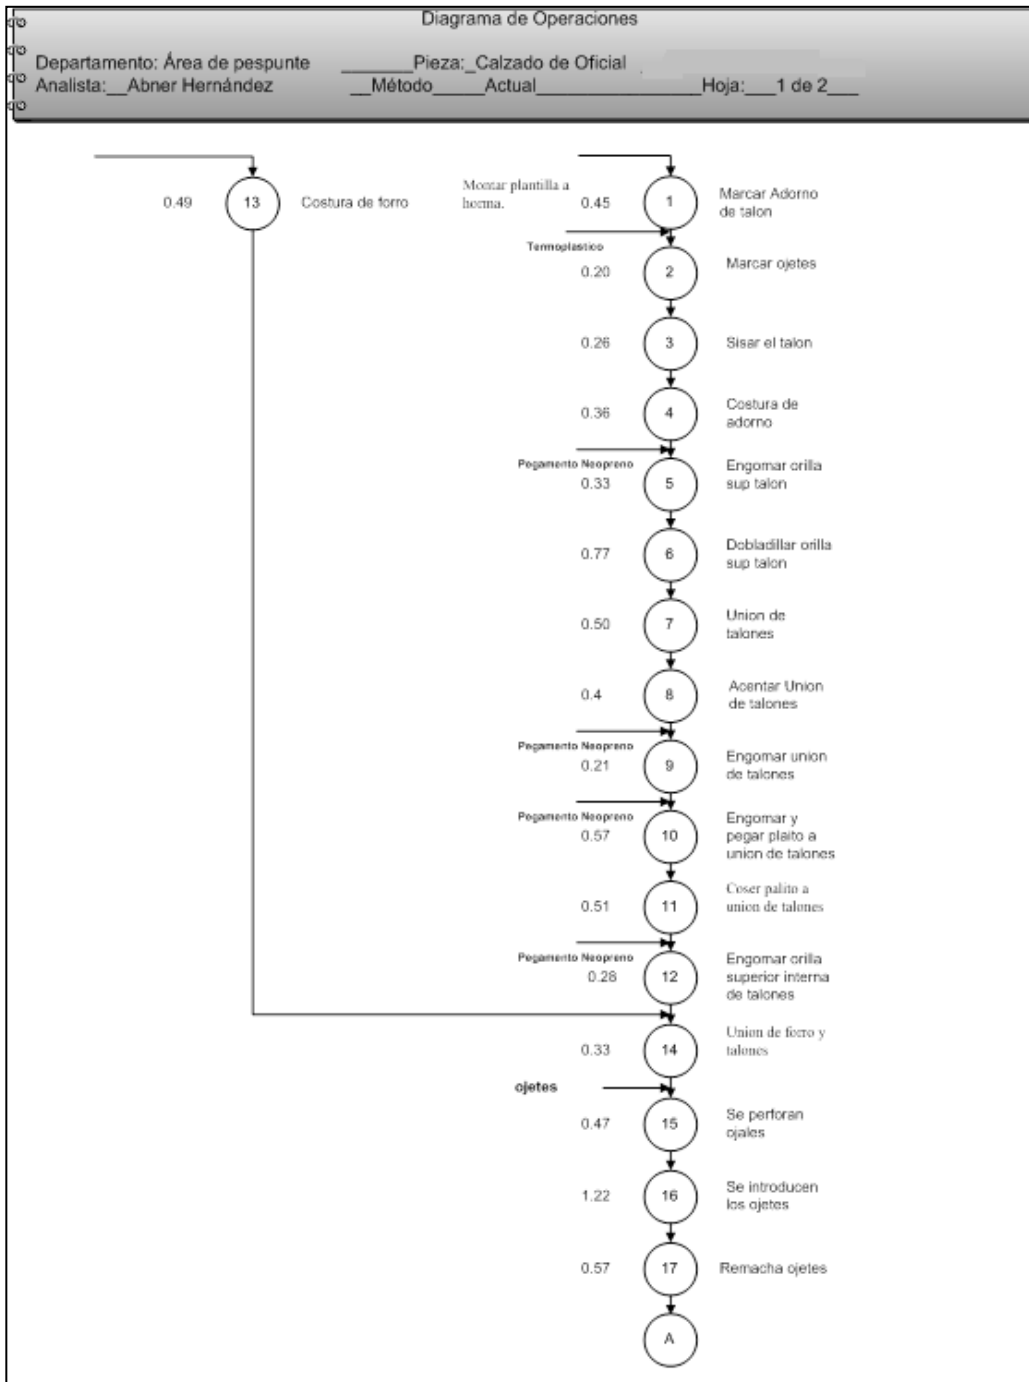 Diagrama de Operaciones
Departamento: Área de pespunte _______Pieza:_Calzado de Oficial
Analista:__Abner Hernández __Método_____Actual________________Hoja:___1 de 2___
0.49 13 Costura de forro
Montar plantilla a
horma.
0.45 1 Marcar Adorno
de talon
Termoplastico
0.20 2 Marcar ojetes
0.26 3 Sisar el talon
0.36 4 Costura de
adorno
Pegamento Neopreno
0.33 5 Engomar orilla
sup talon
0.77 6 Dobladillar orilla
sup talon
0.50 7 Union de
talones
0.4 8 Acentar Union
de talones
Pegamento Neopreno
0.21 9 Engomar union
de talones
Pegamento Neopreno
0.57 10 Engomar y
pegar plaito a
union de talones
0.51 11 Coser palito a
union de talones
Pegamento Neopreno
0.28 12 Engomar orilla
superior interna
de talones
0.33 14 Union de forro y
talones
ojetes
0.47 15 Se perforan
ojales
1.22 16 Se introducen
los ojetes
0.57 17 Remacha ojetes
A